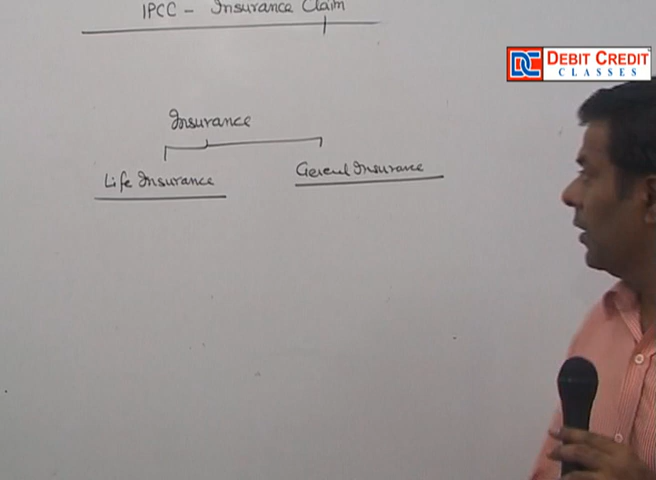 IPCC - Insurance Claim
DEBIT CREDIT
CLASSES
Insurance
Life Insurance
General Insurance